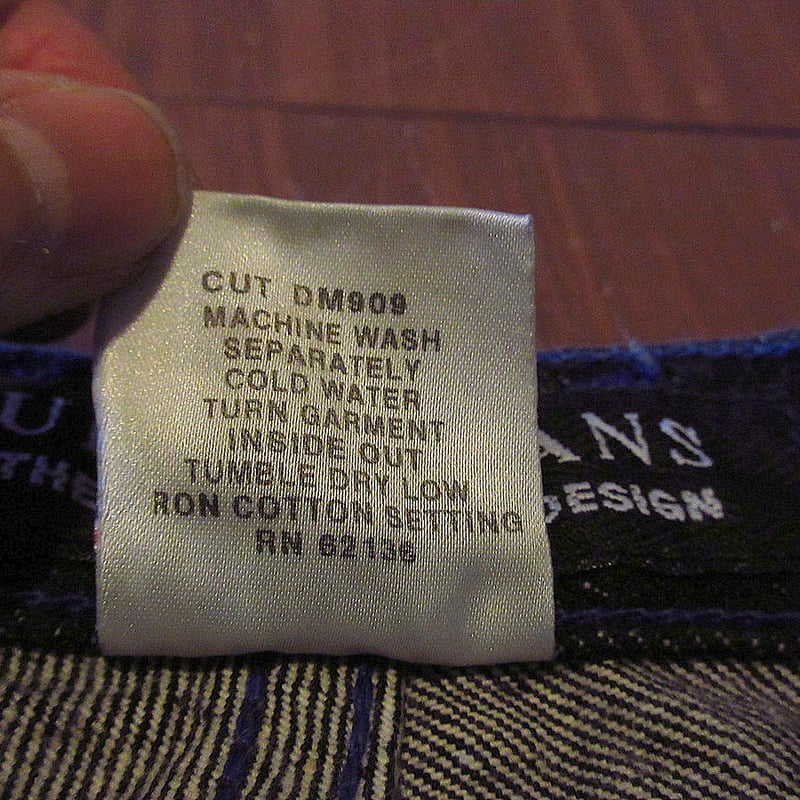 CUT DM909
MACHINE WASH
SEPARATELY
COLD WATER
TURN GARMENT
INSIDE OUT
TUMBLE DRY LOW
RON COTTON SETTING
RN 62136
U ANS
THE DESIGN